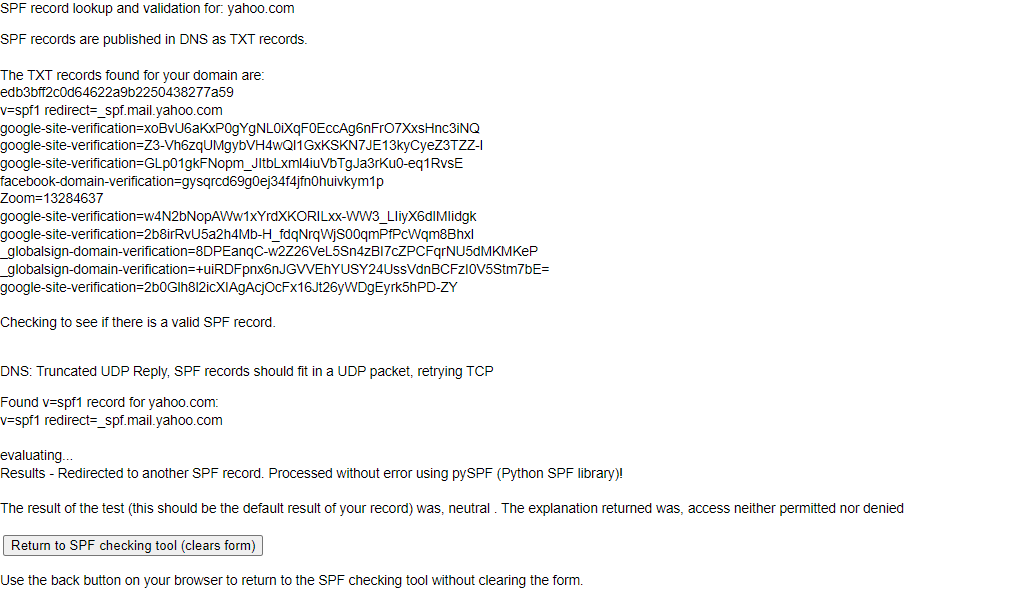 SPF record lookup and validation for: yahoo.com
SPF records are published in DNS as TXT records.
The TXT records found for your domain are:
edb3bff2c0d64622a9b2250438277a59
v=spf1 redirect=_spf.mail.yahoo.com
google-site-verification=xoBvU6aKxP0gYgNL0iXqF0EccAg6nFrO7XxsHnc3iNQ
google-site-verification=Z3-Vh6zqUMgybVH4wQI1GxKSKN7JE13kyCyeZ3TZZ-I
google-site-verification=GLp01gkFNopm_JItbLxml4iuVbTgJa3rKu0-eq1RvsE
facebook-domain-verification=gysqrcd69g0ej34f4jfn0huivkym1p
Zoom=13284637
google-site-verification=w4N2bNopAWw1xYrdXKORILxx-WW3_LIiyX6dIMIidgk
google-site-verification=2b8irRvU5a2h4Mb-H_fdqNrqWjS00qmPfPcWqm8BhxI
_globalsign-domain-verification=8DPEanqC-w2Z26VeL5Sn4zBI7cZPCFqrNU5dMKMKeP
_globalsign-domain-verification=+uiRDFpnx6nJGVVEhYUSY24UssVdnBCFzI0V5Stm7bE=
google-site-verification=2b0GIh8l2icXIAgAcjOcFx16Jt26yWDgEyrk5hPD-ZY
Checking to see if there is a valid SPF record.
DNS: Truncated UDP Reply, SPF records should fit in a UDP packet, retrying TCP
Found v=spf1 record for yahoo.com:
v=spf1 redirect=_spf.mail.yahoo.com
evaluating...
Results - Redirected to another SPF record. Processed without error using pySPF (Python SPF library)!
The result of the test (this should be the default result of your record) was, neutral . The explanation returned was, access neither permitted nor denied
Return to SPF checking tool (clears form)
Use the back button on your browser to return to the SPF checking tool without clearing the form.